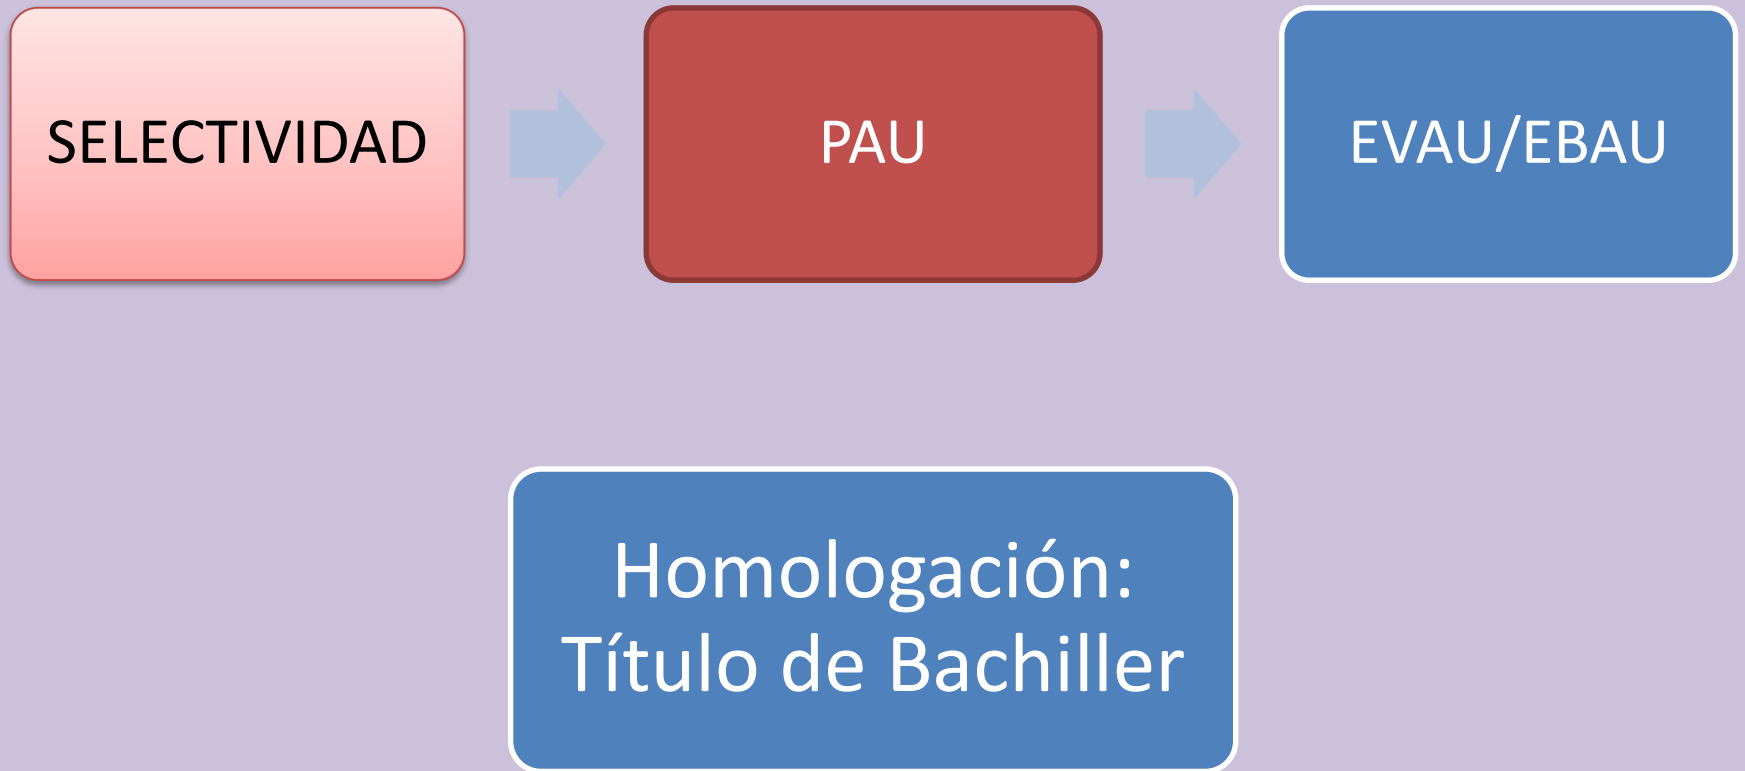 SELECTIVIDAD
PAU
EVAU/EBAU
Homologación:
Título de Bachiller